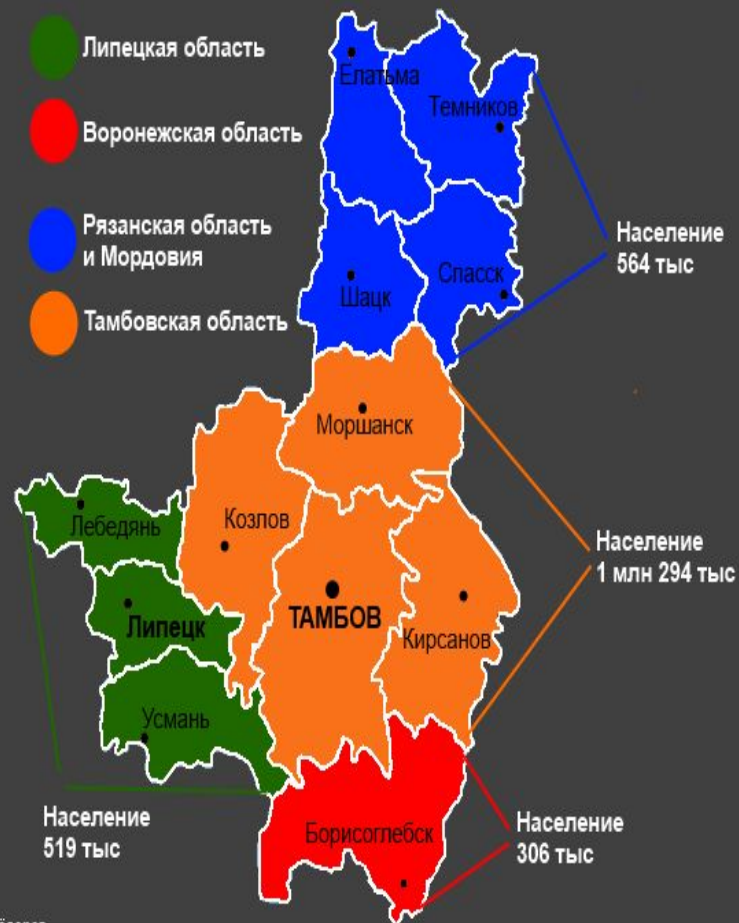 Липецкая область
Воронежская область
Рязанская область
и Мордовия
Тамбовская область
Елатьма
Темников
Население
564 тыс
Шацк
Спасск
Моршанск
Козлов
Лебедянь
Население
1 млн 294 тыс
ТАМБОВ
Липецк
Кирсанов
Усмань
Население
519 тыс
Борисоглебск
Население
306 тыс